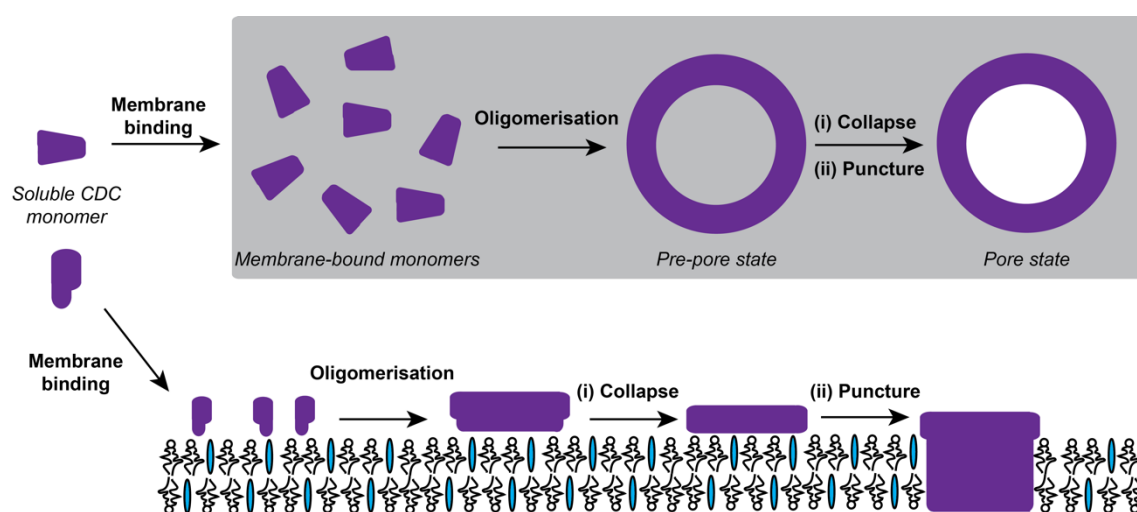 Membrane
binding
Soluble CDC
monomer
Membrane-bound monomers
Oligomerisation
Pre-pore state
(i) Collapse
(ii) Puncture
Pore state
Membrane
binding
Oligomerisation
(i) Collapse
(ii) Puncture